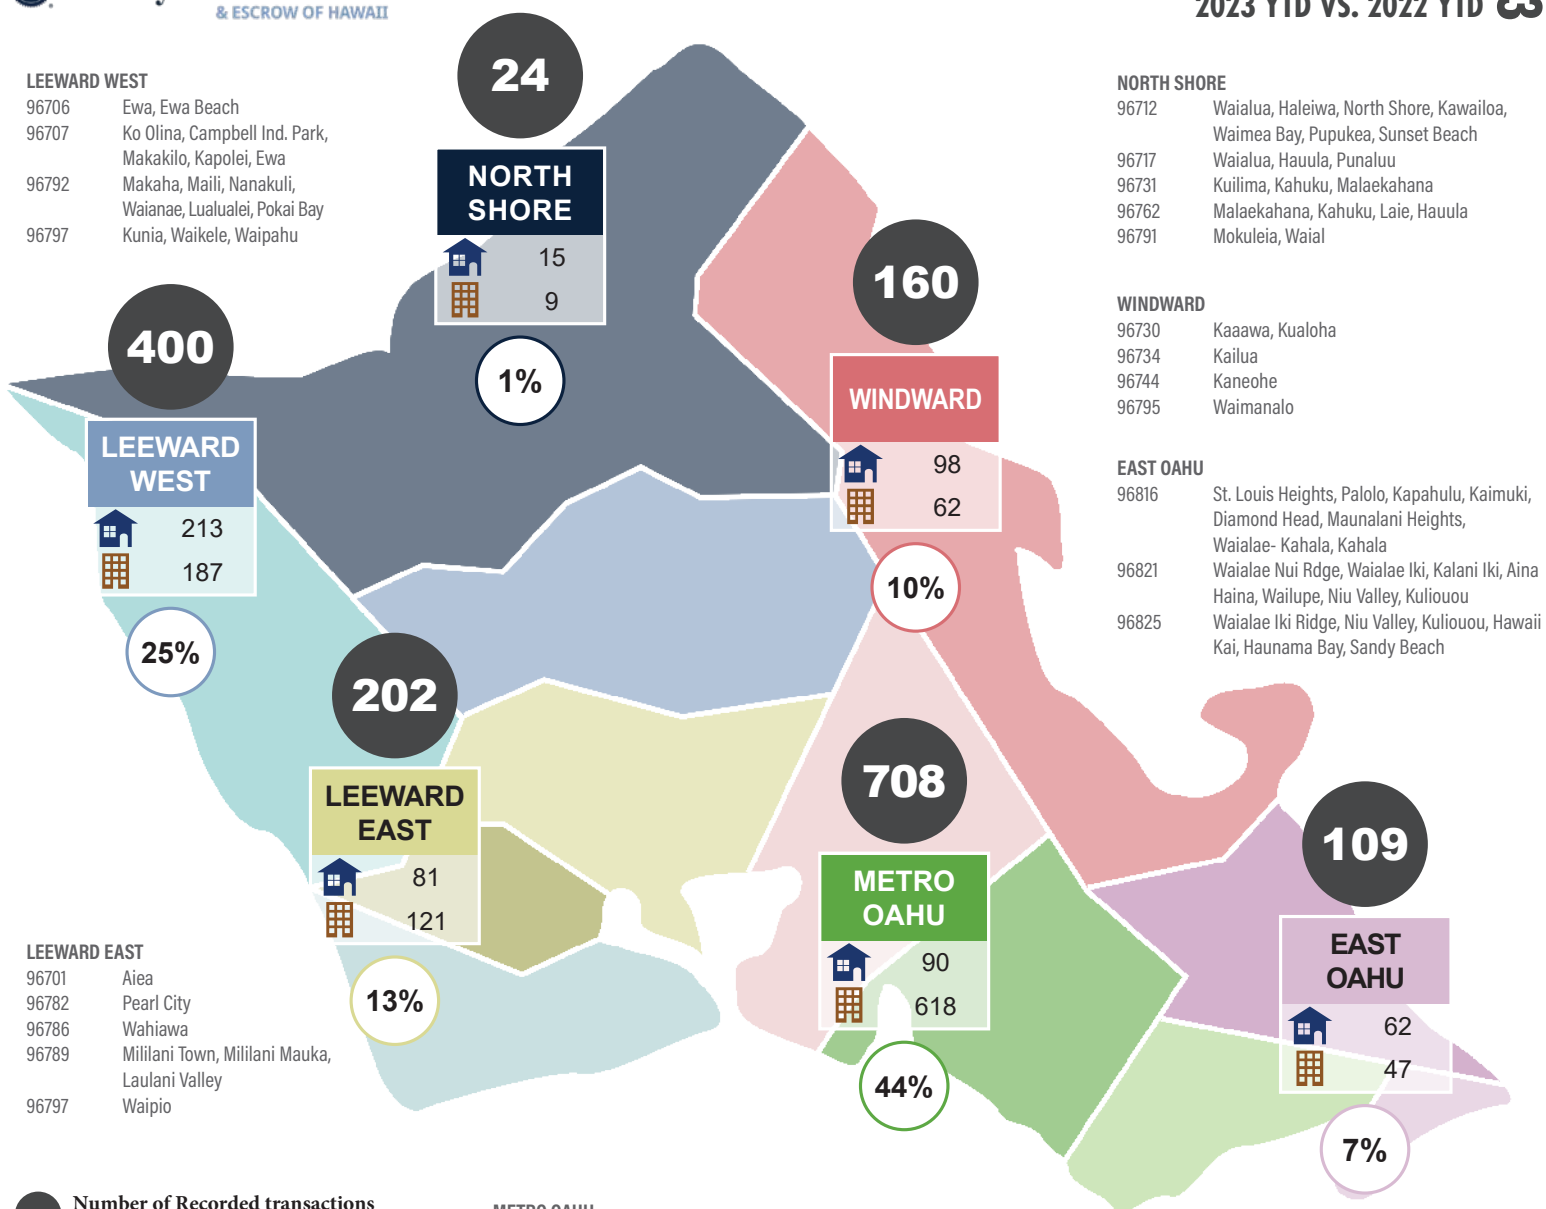 & ESCROW OF HAWAII
2023 YTD VS. 2022 YTD
LEEWARD WEST
96706 Ewa, Ewa Beach
96707 Ko Olina, Campbell Ind. Park,
Makakilo, Kapolei, Ewa
96792 Makaha, Maili, Nanakuli,
Waianae, Lualualei, Pokai Bay
96797 Kunia, Waikele, Waipahu
24
NORTH
SHORE
15
9
1%
NORTH SHORE
96712 Waialua, Haleiwa, North Shore, Kawailoa,
Waimea Bay, Pupukea, Sunset Beach
96717 Waialua, Hauula, Punaluu
96731 Kuilima, Kahuku, Malaekahana
96762 Malaekahana, Kahuku, Laie, Hauula
96791 Mokuleia, Waial
WINDWARD
96730 Kaaawa, Kualoha
96734 Kailua
96744 Kaneohe
96795 Waimanalo
EAST OAHU
96816 St. Louis Heights, Palolo, Kapahulu, Kaimuki,
Diamond Head, Maunalani Heights,
Waialae- Kahala, Kahala
96821 Waialae Nui Rdge, Waialae Iki, Kalani Iki, Aina
Haina, Wailupe, Niu Valley, Kuliouou
96825 Waialae Iki Ridge, Niu Valley, Kuliouou, Hawaii
Kai, Haunama Bay, Sandy Beach
160
WINDWARD
98
62
10%
400
LEEWARD
WEST
213
187
25%
202
LEEWARD
EAST
81
121
13%
708
METRO
OAHU
90
618
44%
109
EAST
OAHU
62
47
7%
LEEWARD EAST
96701 Aiea
96782 Pearl City
96786 Wahiawa
96789 Mililani Town, Mililani Mauka,
Laulani Valley
96797 Waipio
Number of Recorded transactions
METRO OAHU